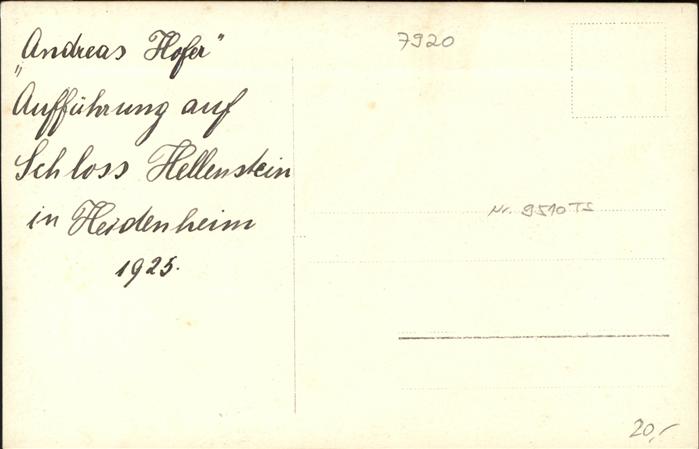 „Andreas Hofer"
Aufführung auf
Schloss Hellenstein
in Heidenheim
1925.
7920
Nr. 9510TS
20,-